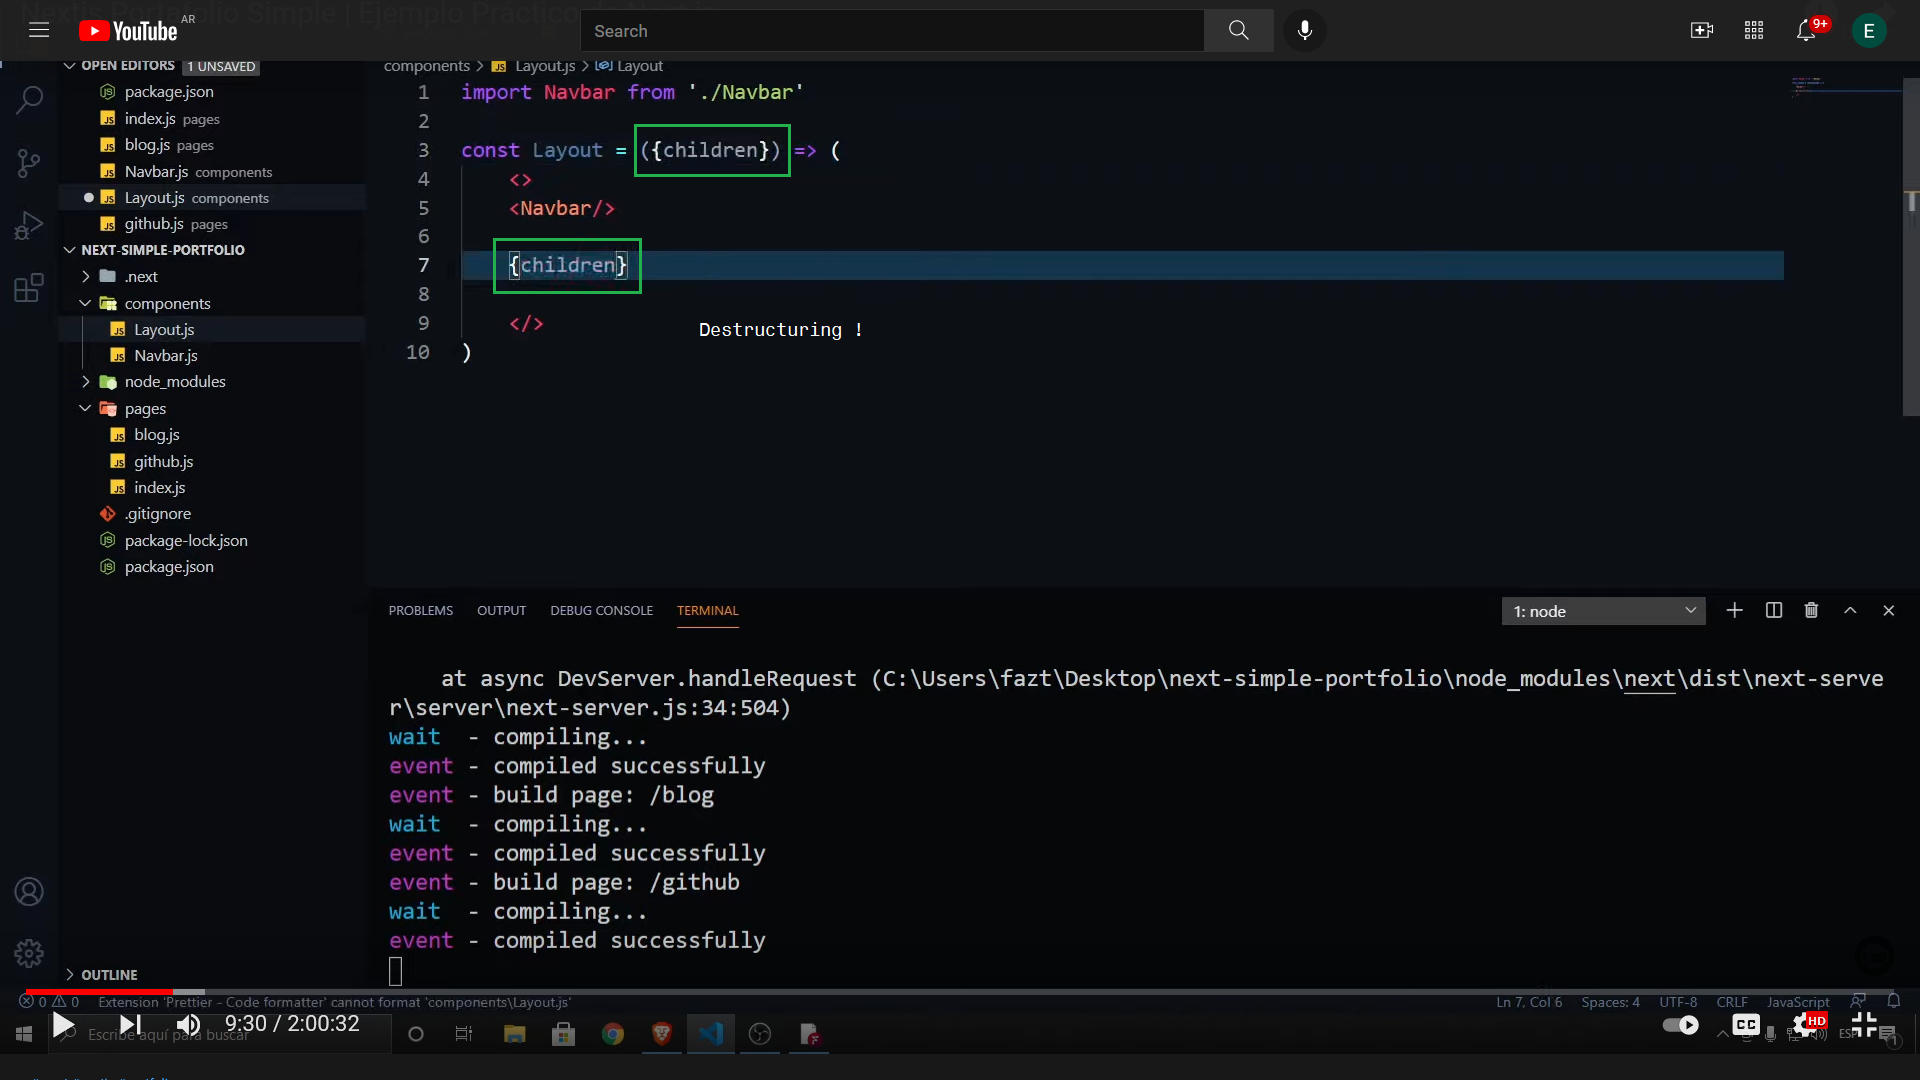 Nextjs Portafolio Simple | Ejemplo Practico de Next.js
YouTube AR
Search
9+
E
OPEN EDITORS 1 UNSAVED
package.json
index.js pages
blog.js pages
Navbar.js components
Layout.js components
github.js pages
NEXT-SIMPLE-PORTFOLIO
.next
components
Layout.js
Navbar.js
node_modules
pages
blog.js
github.js
index.js
.gitignore
package-lock.json
package.json
OUTLINE
components > Layout.js > Layout
1 import Navbar from './Navbar'
2
3 const Layout = ({children}) => (
4 <>
5 <Navbar/>
6
7 {children}
8
9 </>
10 )
Destructuring !
PROBLEMS OUTPUT DEBUG CONSOLE TERMINAL
1: node
at async DevServer.handleRequest (C:\Users\fazt\Desktop\next-simple-portfolio\node_modules\next\dist\next-serve
r\server\next-server.js:34:504)
wait - compiling...
event - compiled successfully
event - build page: /blog
wait - compiling...
event - compiled successfully
event - build page: /github
wait - compiling...
event - compiled successfully
0 0 Extension 'Prettier - Code formatter' cannot format 'components\Layout.js'
Ln 7, Col 6 Spaces: 4 UTF-8 CRLF JavaScript
9:30 / 2:00:32
Escribe aquí para buscar
CC
HD
ESP
1